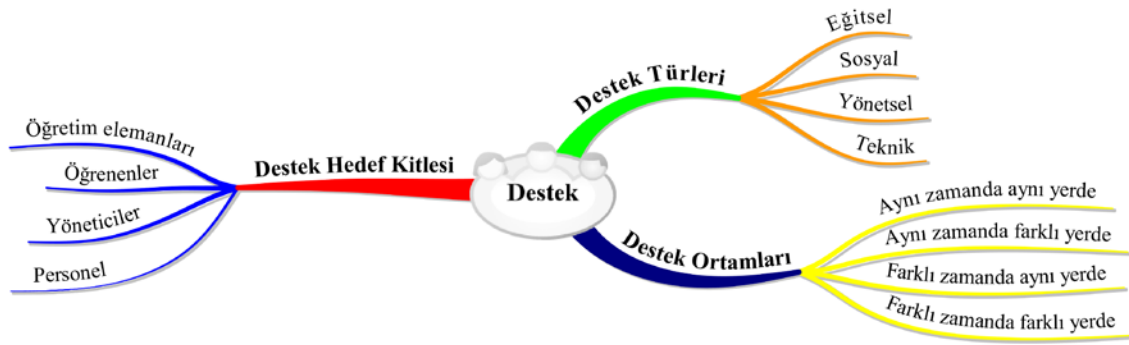 Destek
Destek Hedef Kitlesi
Öğretim elemanları
Öğrenenler
Yöneticiler
Personel
Destek Türleri
Eğitsel
Sosyal
Yönetsel
Teknik
Destek Ortamları
Aynı zamanda aynı yerde
Aynı zamanda farklı yerde
Farklı zamanda aynı yerde
Farklı zamanda farklı yerde